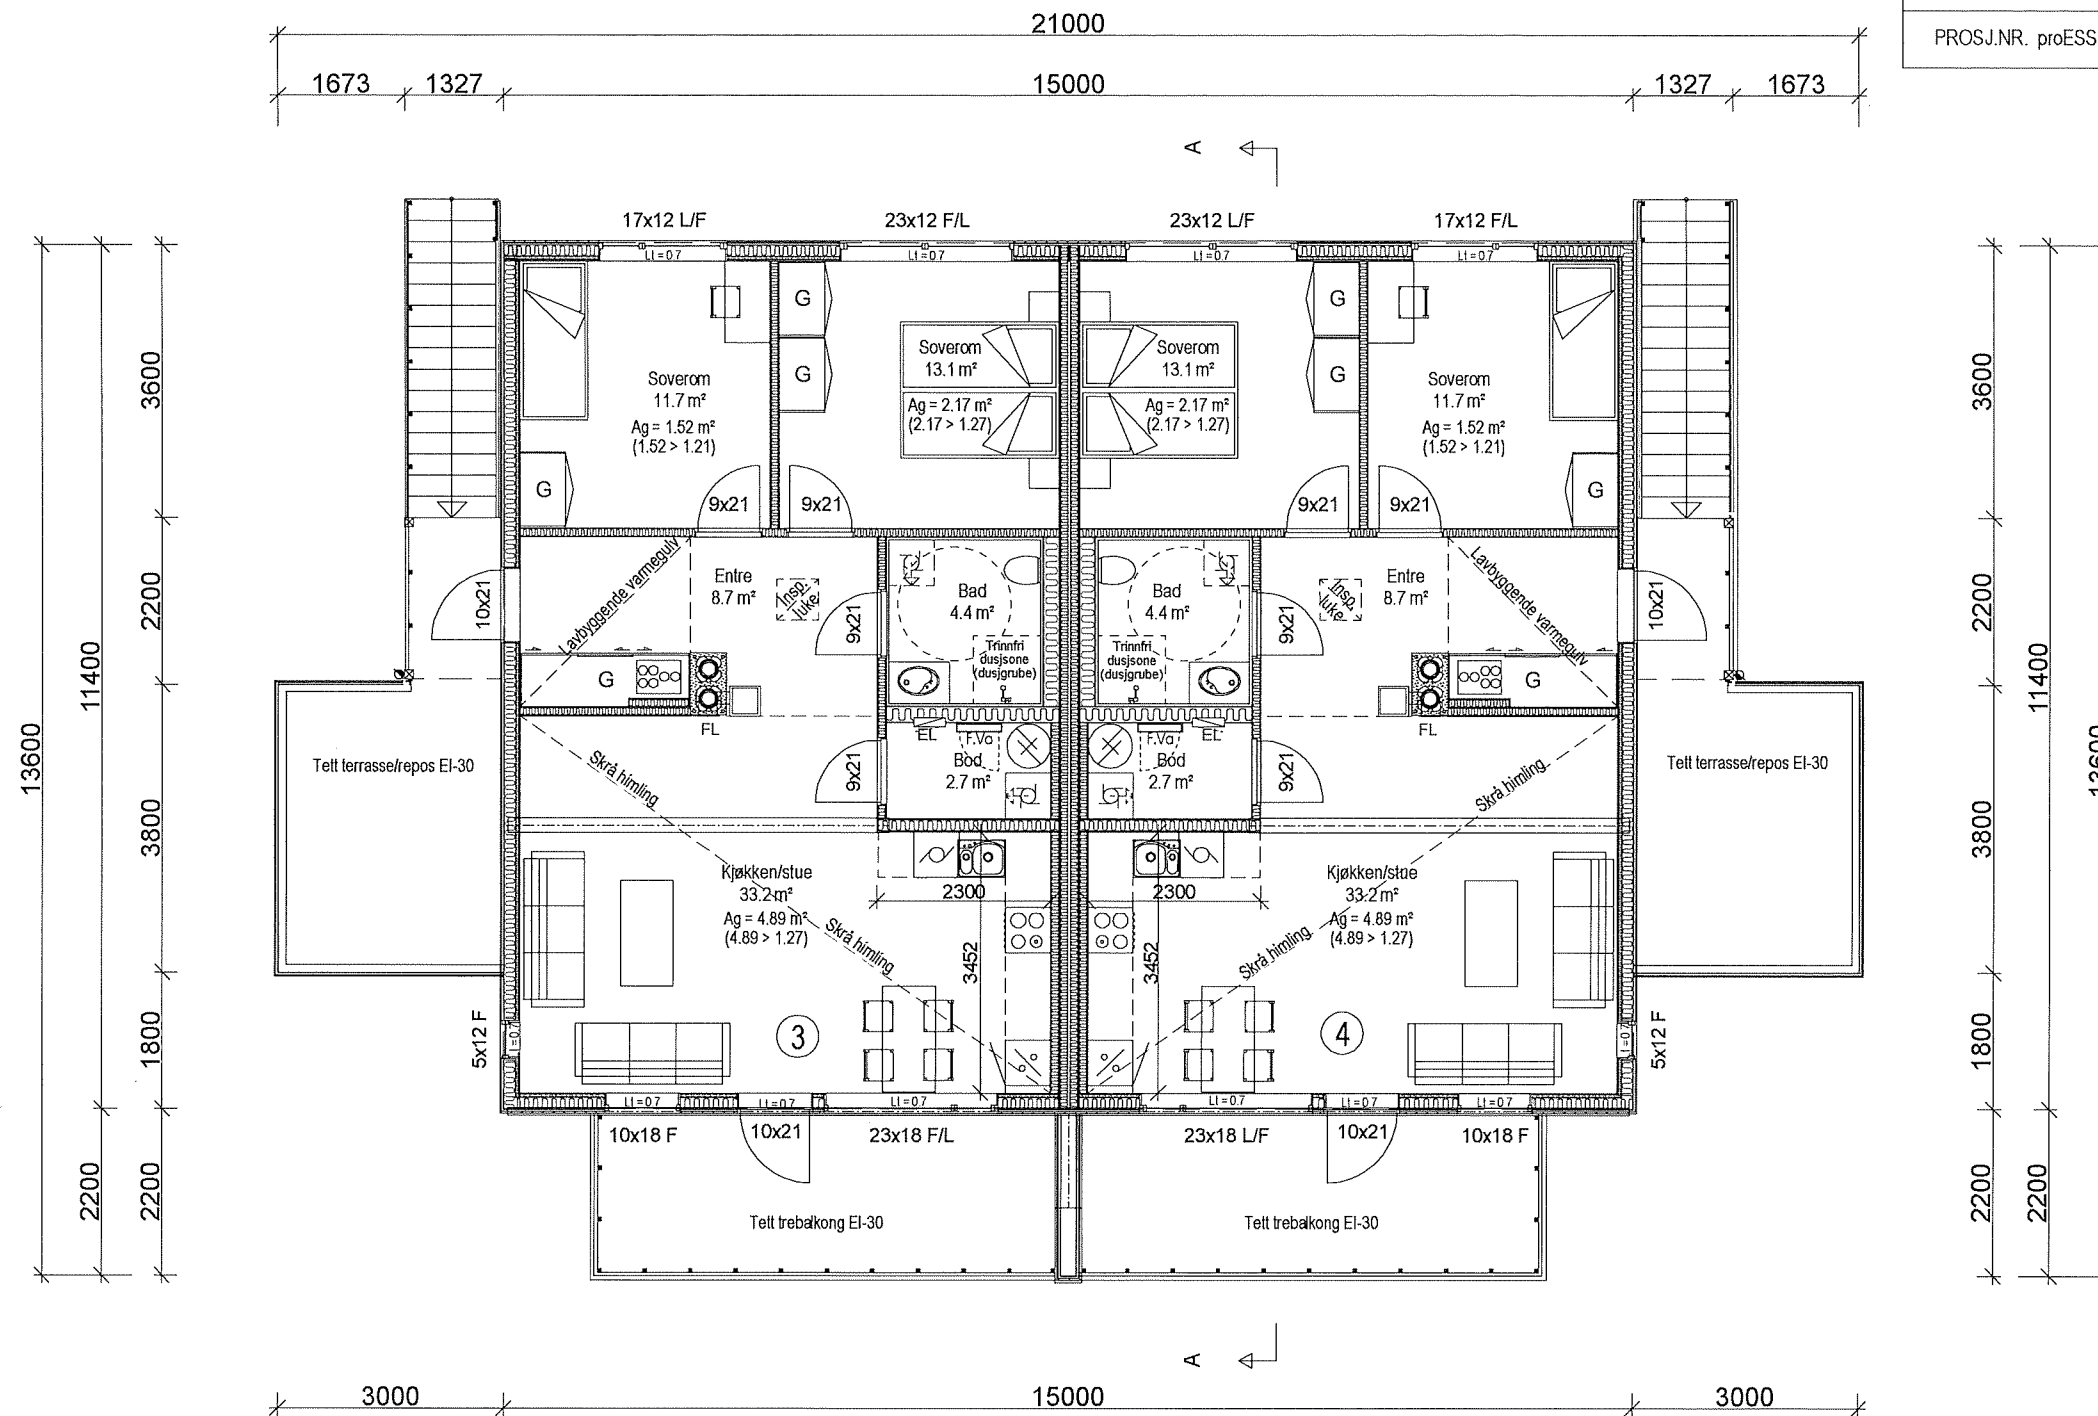 21000
PROSJ.NR. proESS
1673
1327
15000
1327
1673
A
17x12 L/F
23x12 F/L
23x12 L/F
17x12 F/L
Lt = 0.7
Lt = 0.7
Lt = 0.7
Lt = 0.7
G
G
G
G
Soverom
11.7 m²
Ag = 1.52 m²
(1.52 > 1.21)
Soverom
13.1 m²
Ag = 2.17 m²
(2.17 > 1.27)
Soverom
13.1 m²
Ag = 2.17 m²
(2.17 > 1.27)
Soverom
11.7 m²
Ag = 1.52 m²
(1.52 > 1.21)
G
G
9x21
9x21
9x21
9x21
3600
3600
10x21
Lavbyggende varmegulv
Entre
8.7 m²
Insp.
luke
9x21
Bad
4.4 m²
Trinnfri
dusjsone
(dusjgrube)
Bad
4.4 m²
Trinnfri
dusjsone
(dusjgrube)
9x21
Insp.
luke
Entre
8.7 m²
Lavbyggende varmegulv
10x21
2200
2200
11400
11400
13600
13600
G
G
FL
FL
EL
F.Va
F.Va
EL
Bod
2.7 m²
Bod
2.7 m²
9x21
9x21
Tett terrasse/repos EI-30
Tett terrasse/repos EI-30
Skrå himling
Skrå himling
3800
3800
Kjøkken/stue
33.2 m²
Ag = 4.89 m²
(4.89 > 1.27)
Kjøkken/stue
33.2 m²
Ag = 4.89 m²
(4.89 > 1.27)
2300
2300
Skrå himling
Skrå himling
3452
3452
3
4
5x12 F
5x12 F
1800
1800
Lt = 0.7
Lt = 0.7
Lt = 0.7
Lt = 0.7
Lt = 0.7
Lt = 0.7
10x18 F
10x21
23x18 F/L
23x18 L/F
10x21
10x18 F
2200
2200
2200
2200
Tett trebalkong EI-30
Tett trebalkong EI-30
A
3000
15000
3000